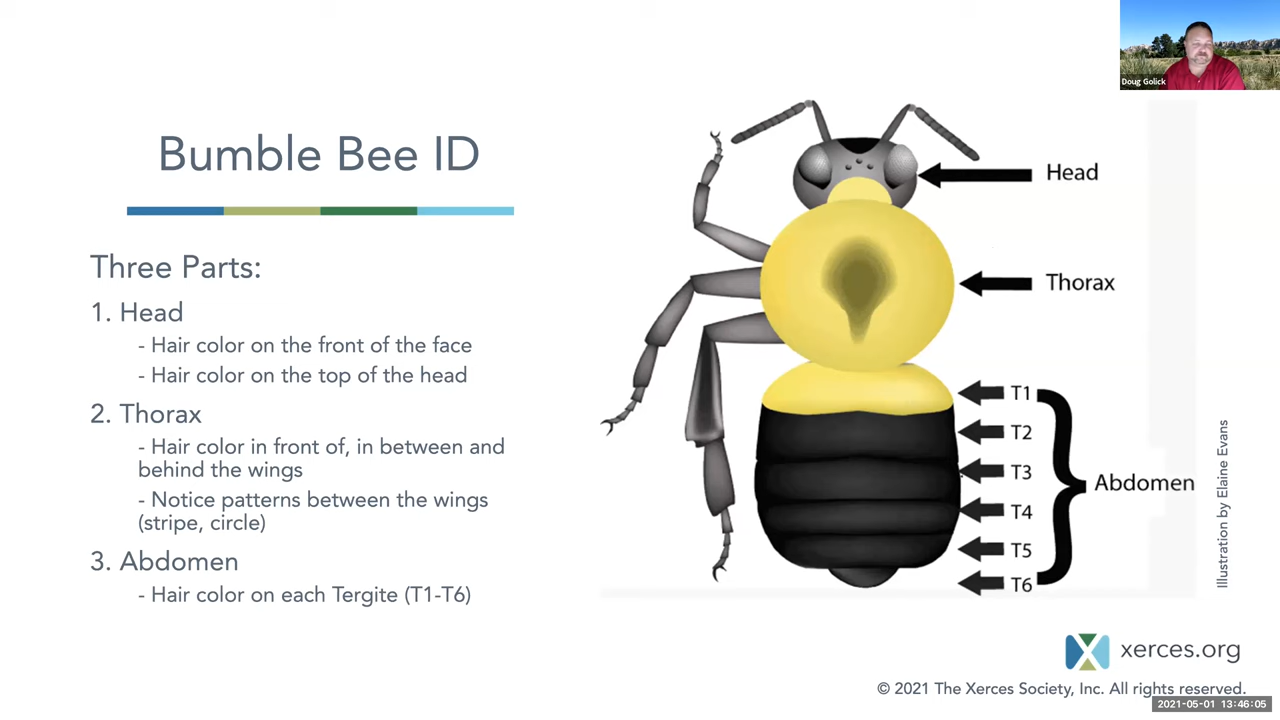 Doug Golick
Bumble Bee ID
Three Parts:
1. Head
- Hair color on the front of the face
- Hair color on the top of the head
2. Thorax
- Hair color in front of, in between and
behind the wings
- Notice patterns between the wings
(stripe, circle)
3. Abdomen
- Hair color on each Tergite (T1-T6)
Head
Thorax
T1
T2
T3
T4
T5
T6
Abdomen
Illustration by Elaine Evans
xerces.org
© 2021 The Xerces Society, Inc. All rights reserved.
2021-05-01 13:46:05